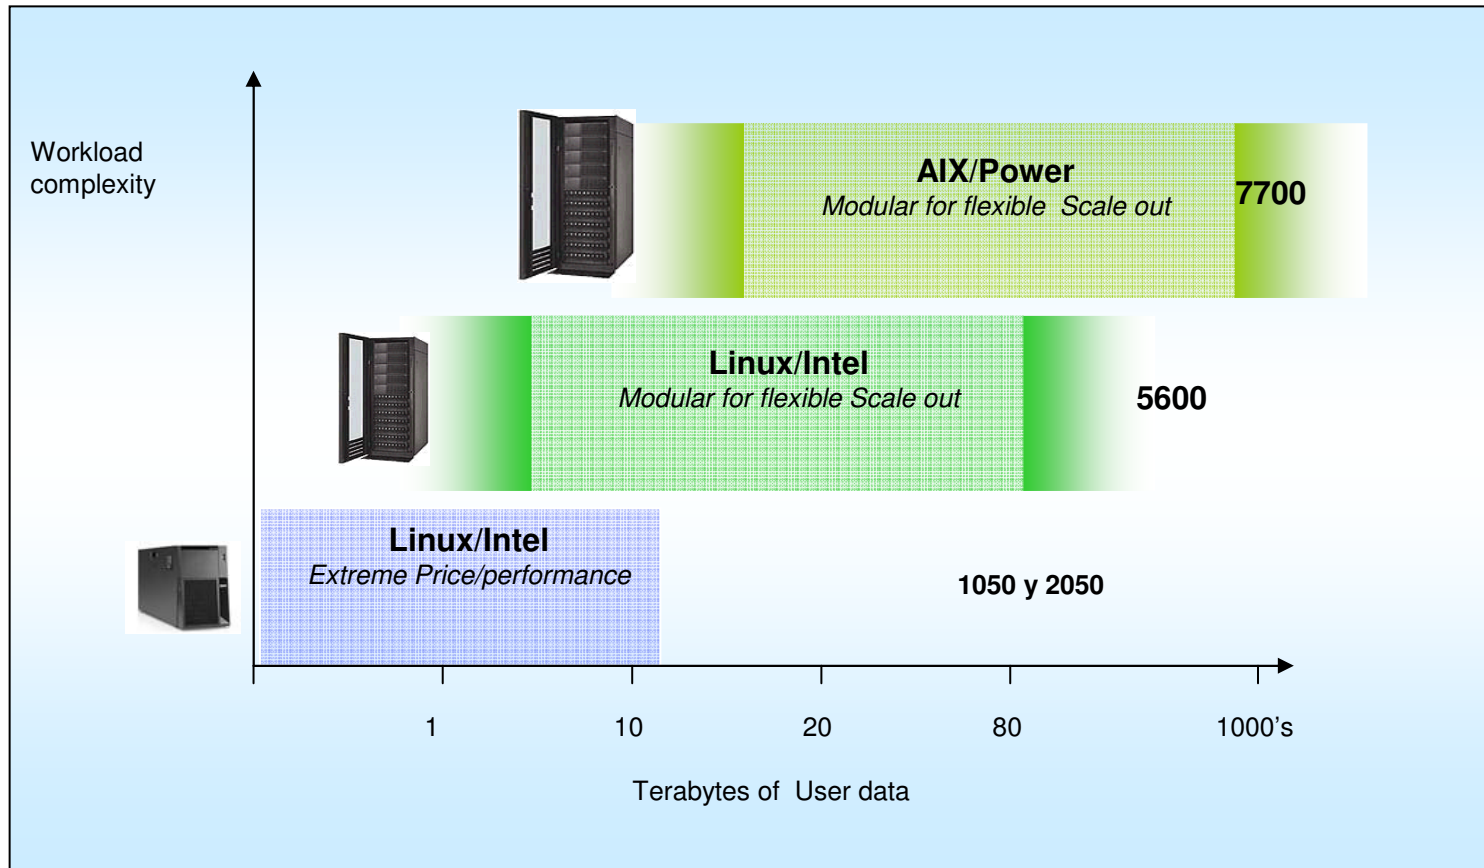 Workload
complexity
AIX/Power
Modular for flexible  Scale out
7700
Linux/Intel
Modular for flexible Scale out
5600
Linux/Intel
Extreme Price/performance
1050 y 2050
1
10
20
80
1000’s
Terabytes of  User data